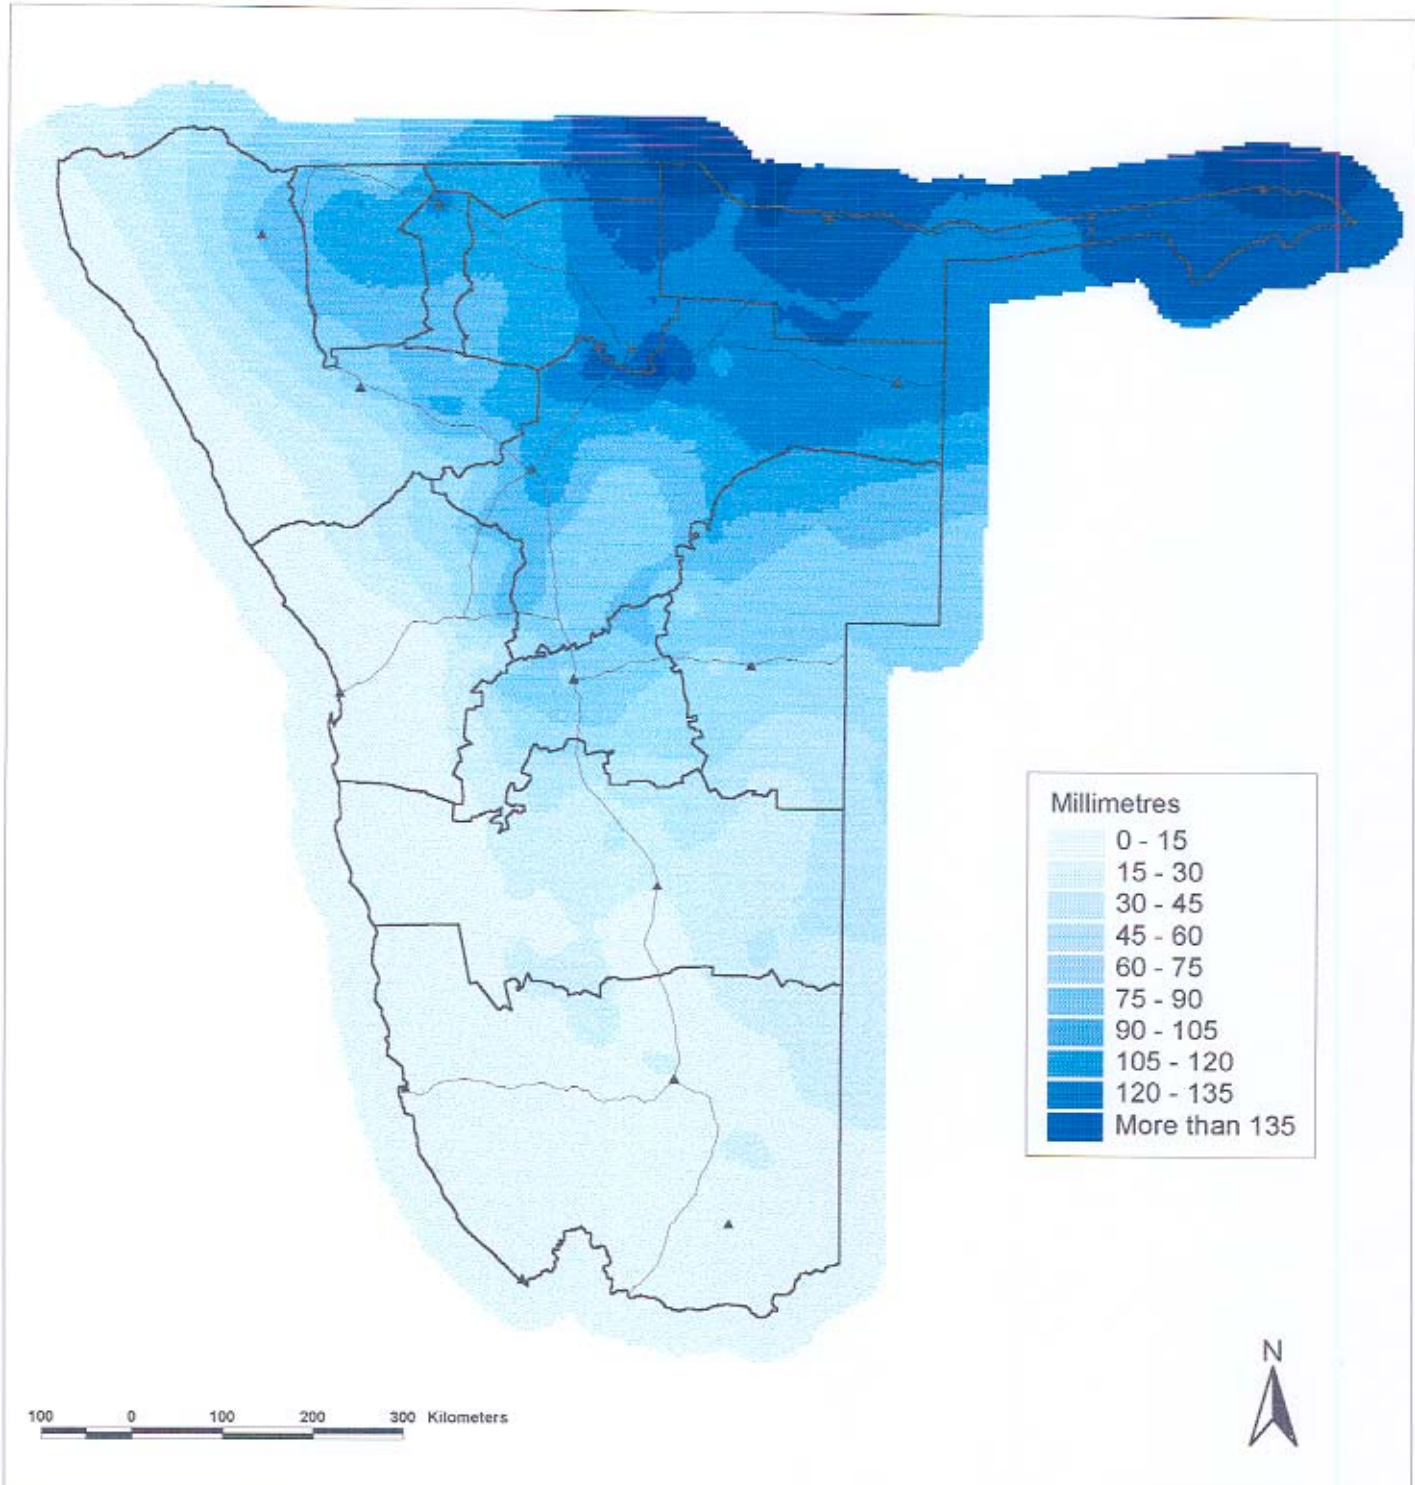 Millimetres
0 - 15
15 - 30
30 - 45
45 - 60
60 - 75
75 - 90
90 - 105
105 - 120
120 - 135
More than 135
N
100 0 100 200 300 Kilometers